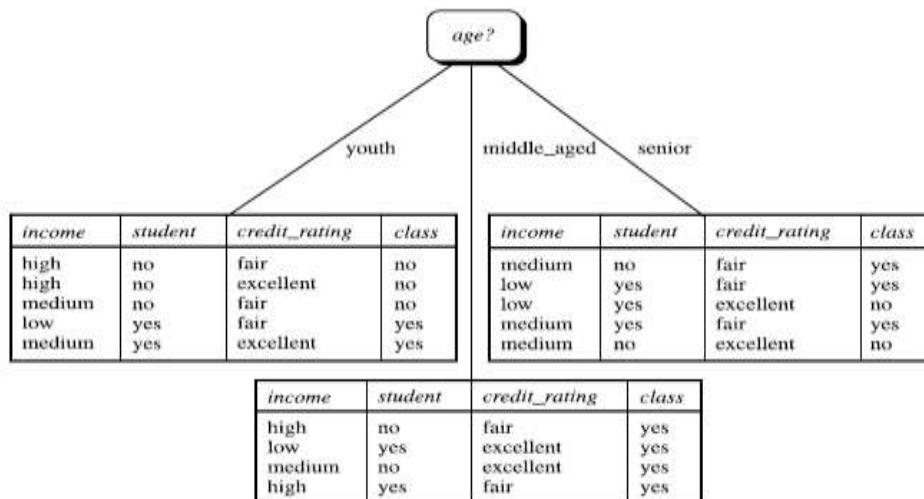 age?
youth middle_aged senior
income student credit_rating class
high no fair no
high no excellent no
medium no fair no
low yes fair yes
medium yes excellent yes
income student credit_rating class
medium no fair yes
low yes fair yes
low yes excellent no
medium yes fair yes
medium no excellent no
income student credit_rating class
high no fair yes
low yes excellent yes
medium no excellent yes
high yes fair yes